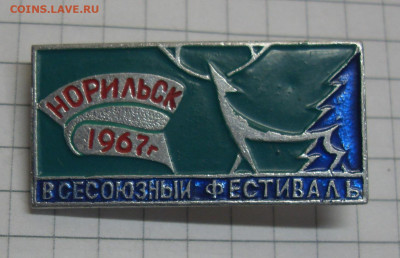 COINS.LAVE.RU
НОРИЛЬСК
1967г
ВСЕСОЮЗНЫЙ ФЕСТИВАЛЬ